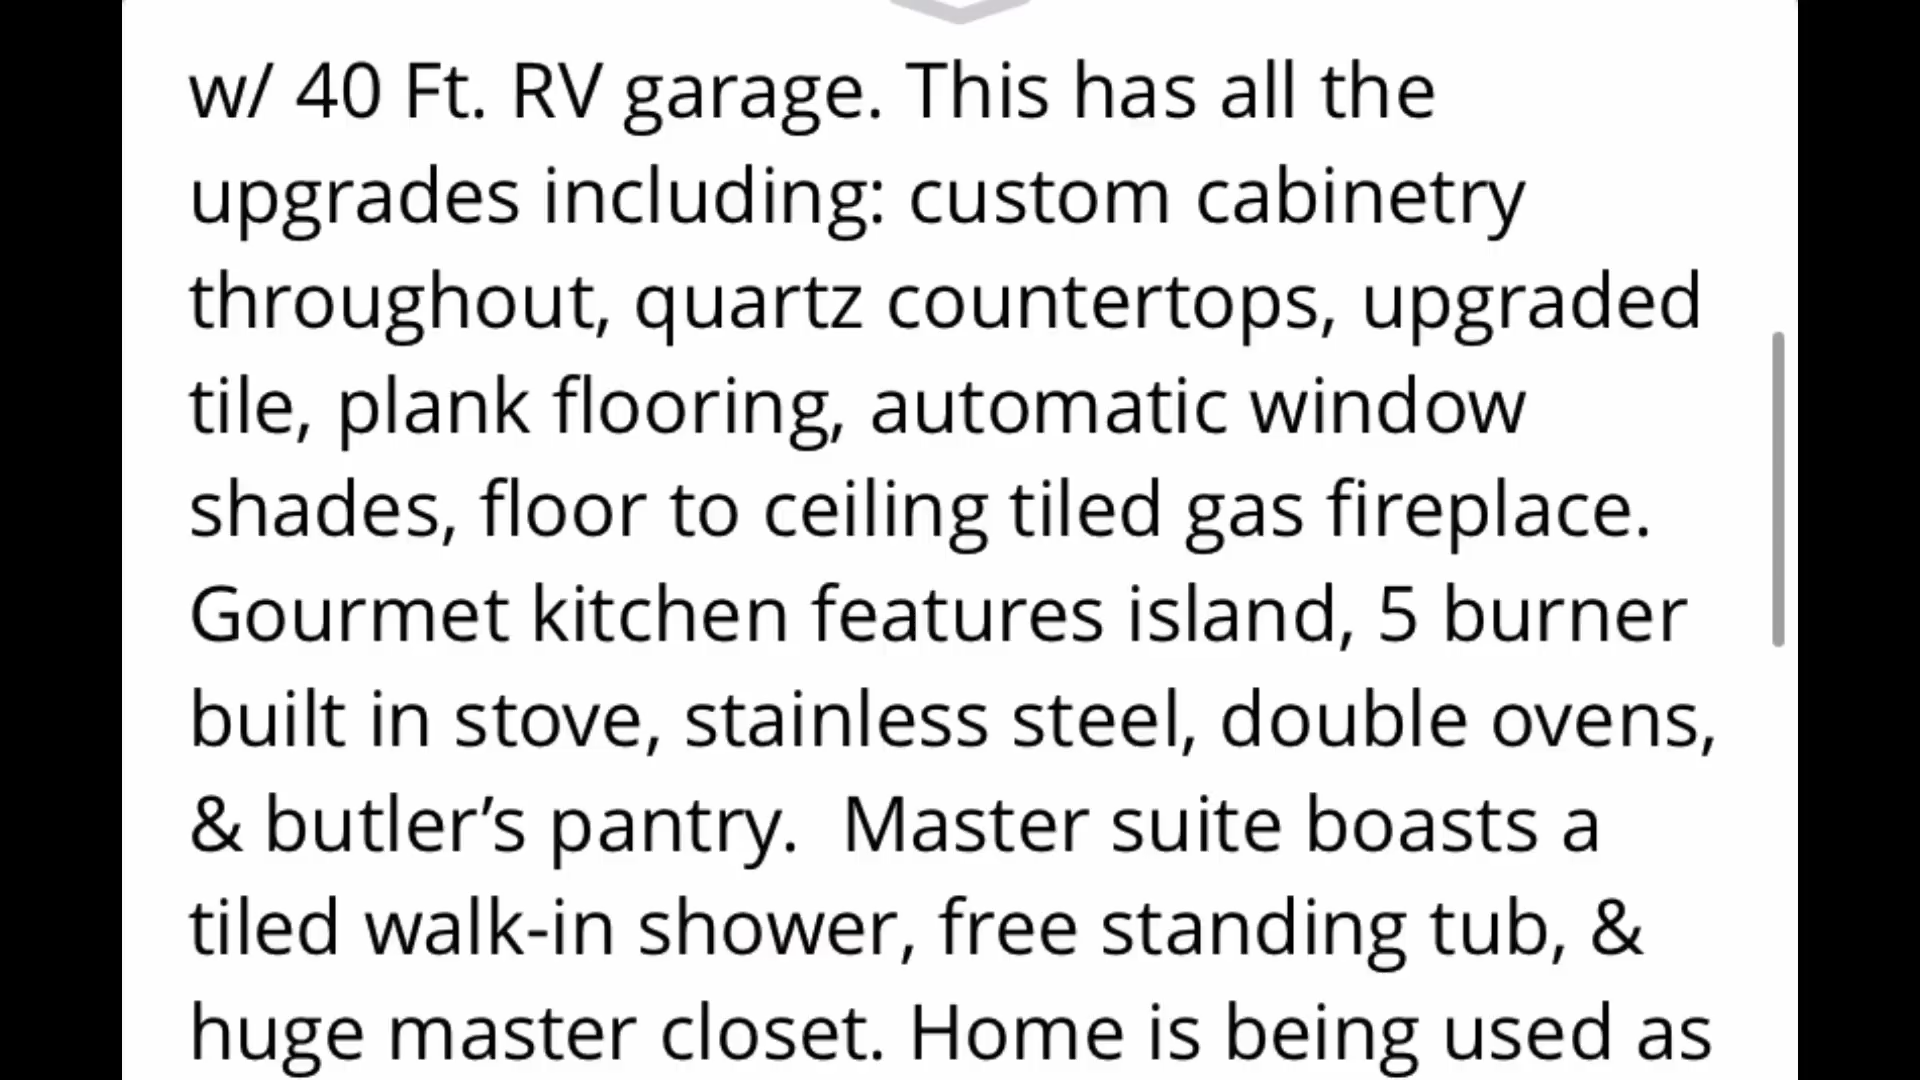 w/ 40 Ft. RV garage. This has all the
upgrades including: custom cabinetry
throughout, quartz countertops, upgraded
tile, plank flooring, automatic window
shades, floor to ceiling tiled gas fireplace.
Gourmet kitchen features island, 5 burner
built in stove, stainless steel, double ovens,
& butler’s pantry.  Master suite boasts a
tiled walk-in shower, free standing tub, &
huge master closet. Home is being used as